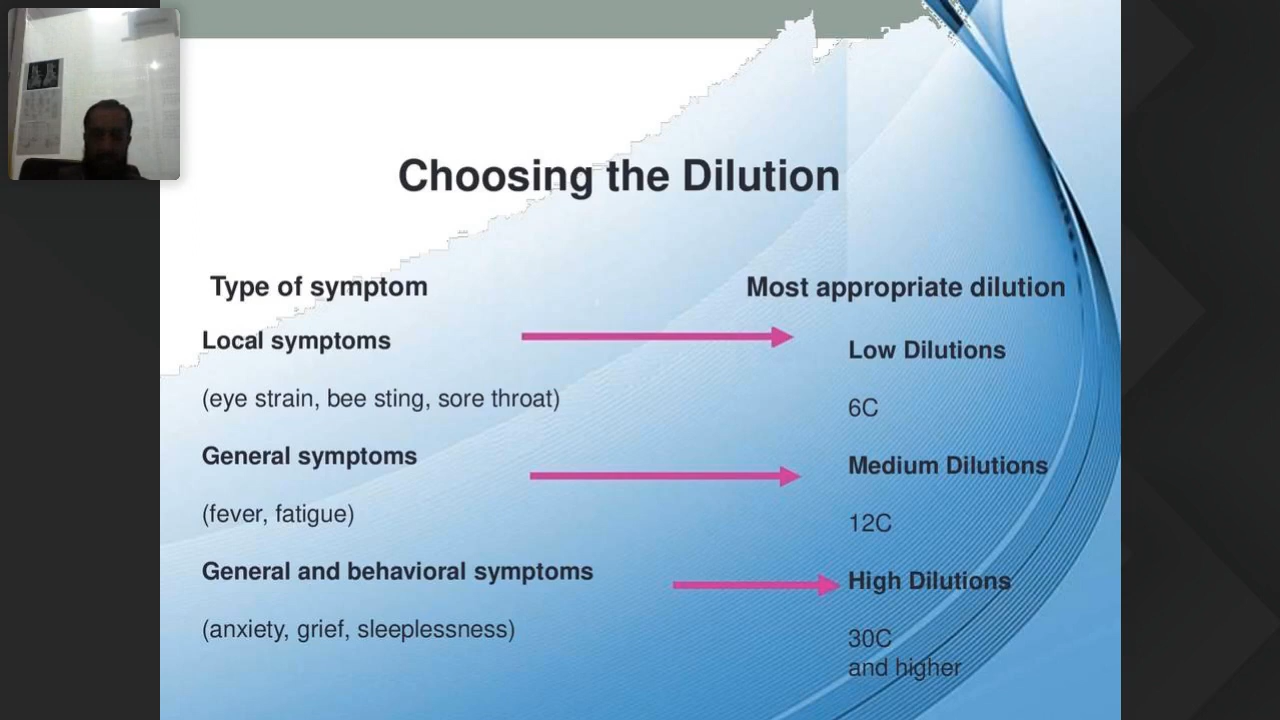 Choosing the Dilution
Type of symptom
Most appropriate dilution
Local symptoms
Low Dilutions
(eye strain, bee sting, sore throat)
6C
General symptoms
Medium Dilutions
(fever, fatigue)
12C
General and behavioral symptoms
High Dilutions
(anxiety, grief, sleeplessness)
30C
and higher